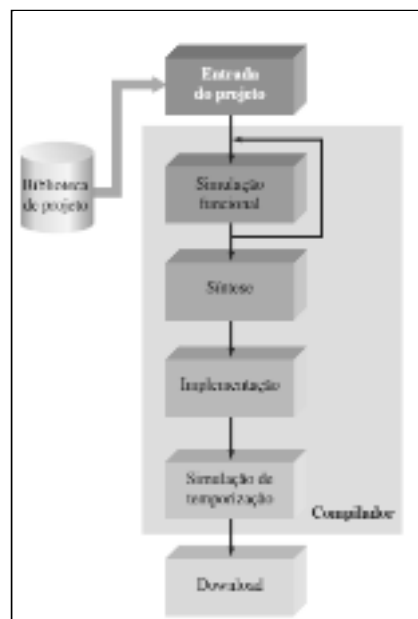 Entrada
do projeto
Biblioteca
de projeto
Simulação
funcional
Síntese
Implementação
Simulação de
temporização
Compilador
Download